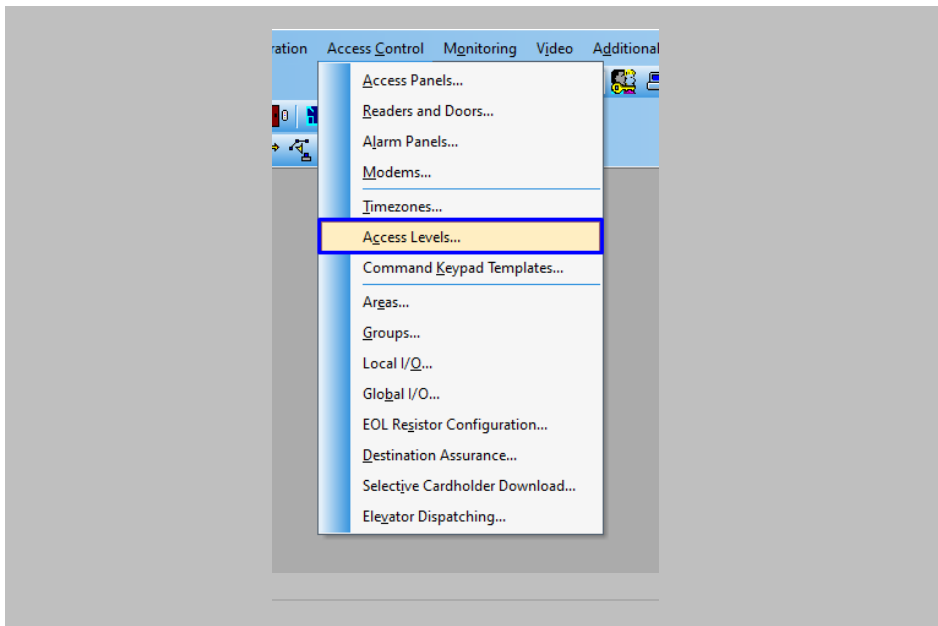 ration Access Control Monitoring Video Additional
Access Panels...
0
Readers and Doors...
Alarm Panels...
Modems...
Timezones...
Access Levels...
Command Keypad Templates...
Areas...
Groups...
Local I/O...
Global I/O...
EOL Resistor Configuration...
Destination Assurance...
Selective Cardholder Download...
Elevator Dispatching...